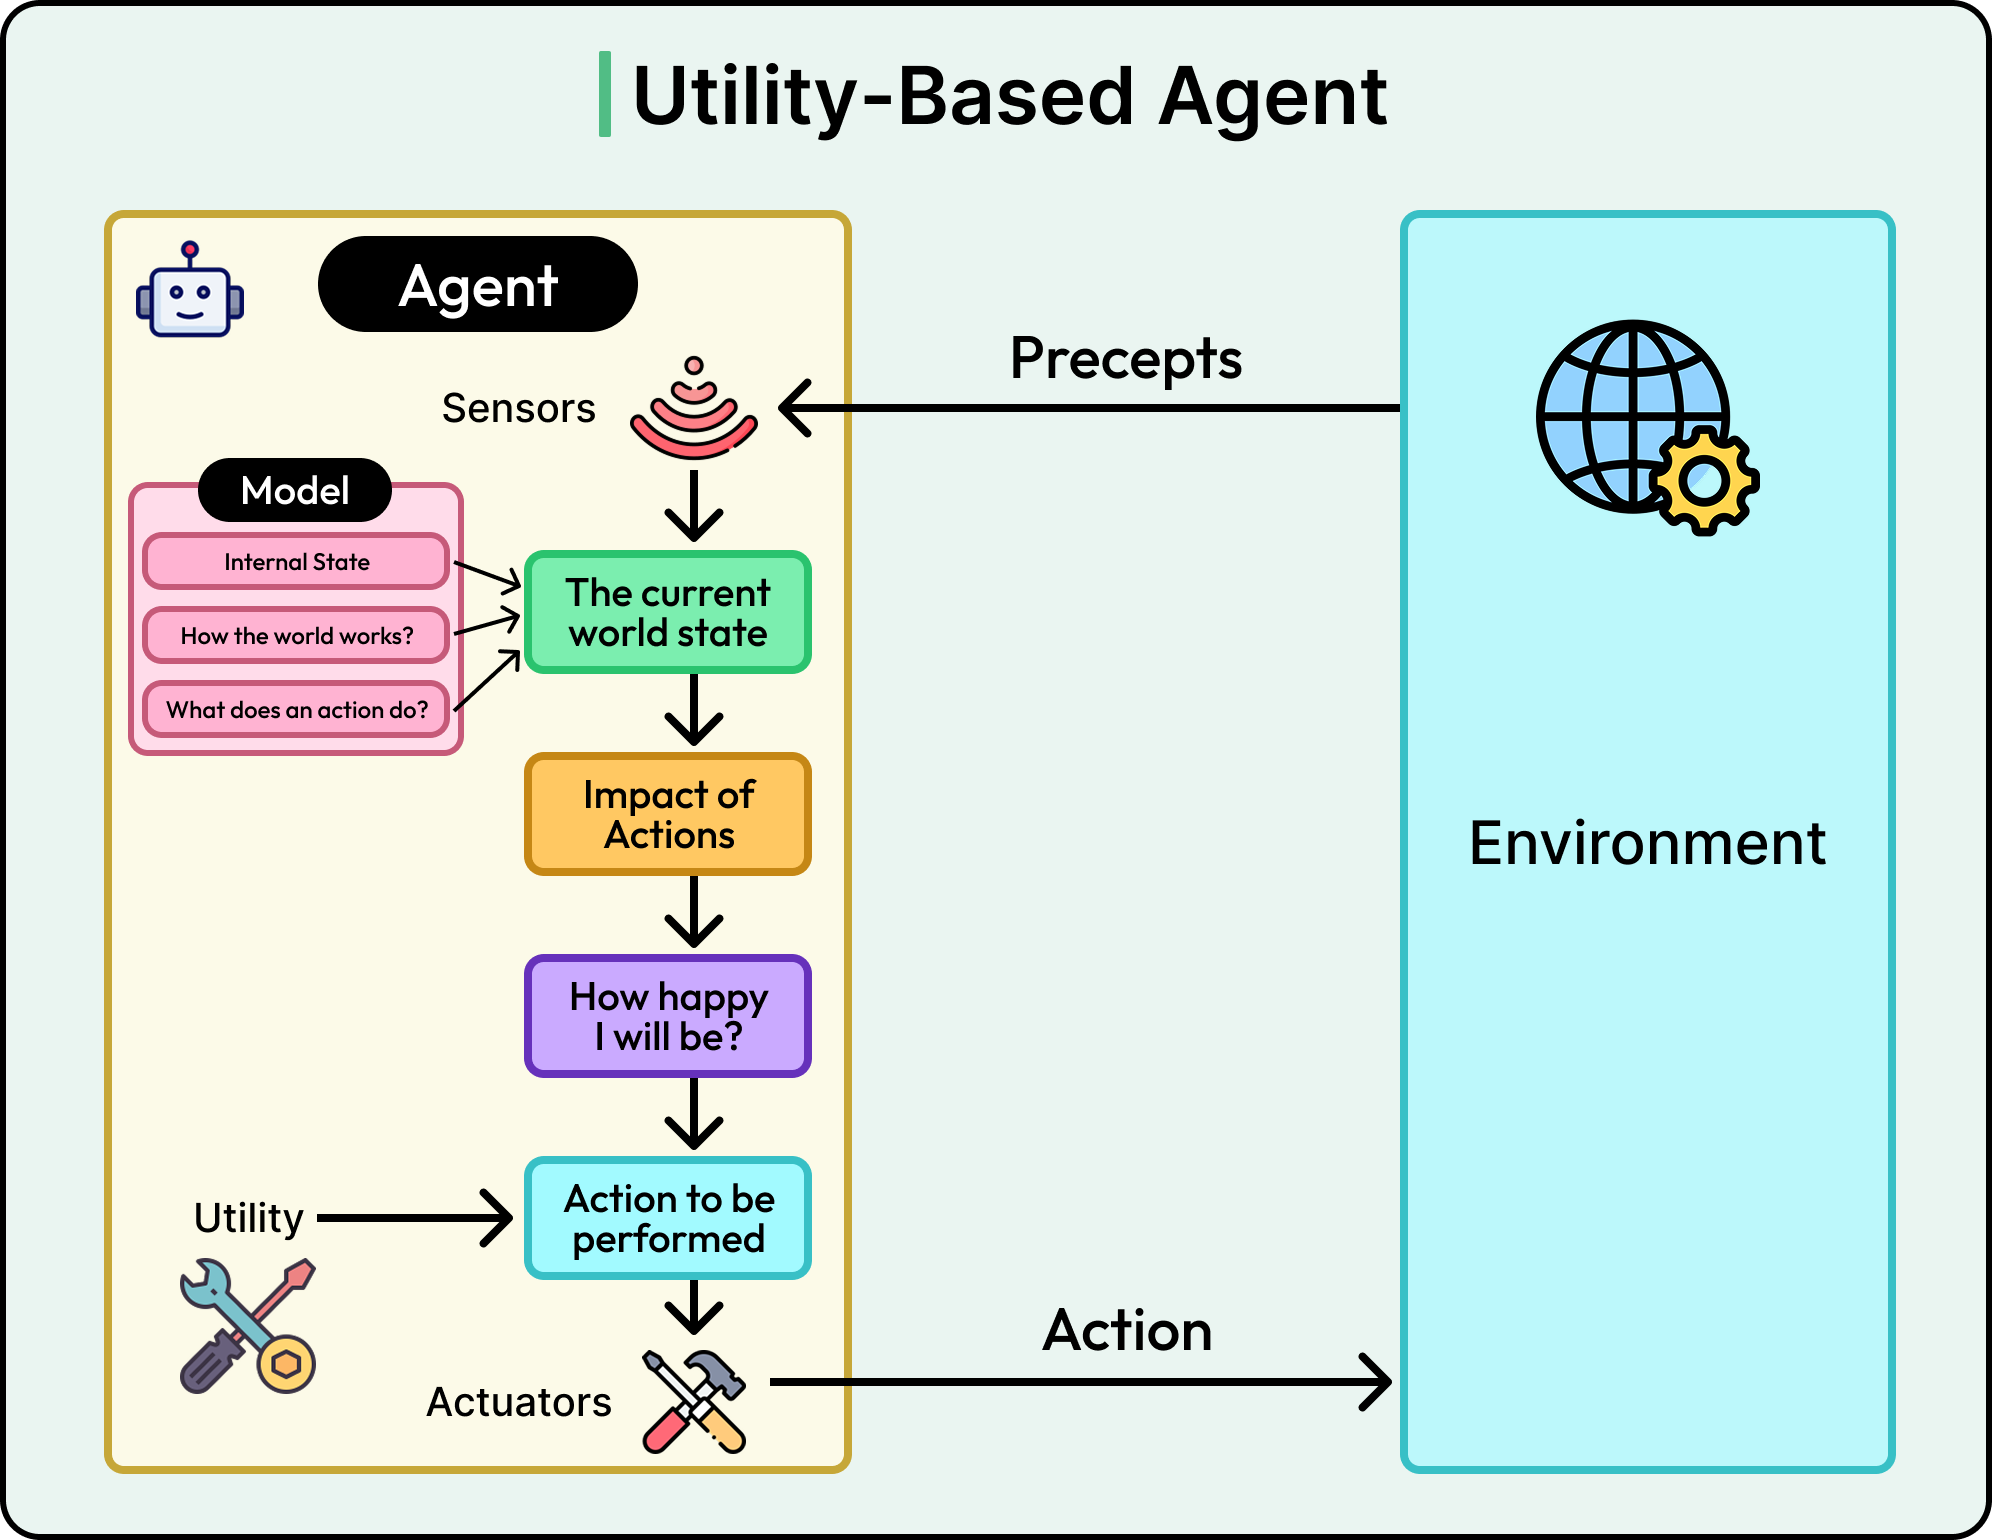 Utility-Based Agent
Agent
Precepts
Sensors
Model
Internal State
How the world works?
What does an action do?
The current
world state
Impact of
Actions
Environment
How happy
I will be?
Utility
Action to be
performed
Action
Actuators